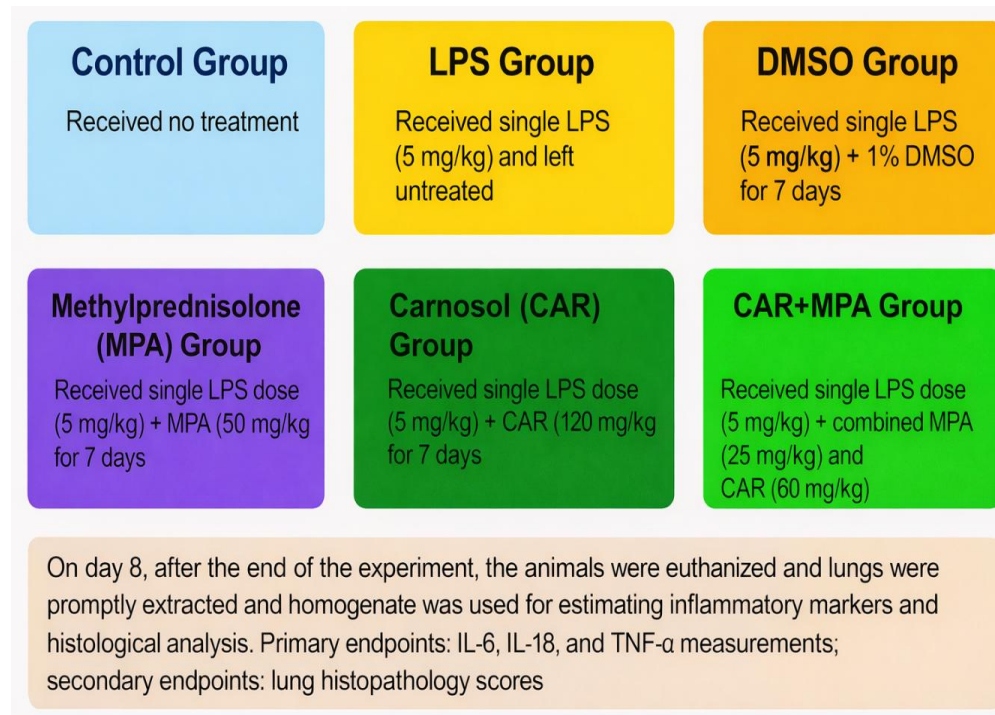 Control Group
Received no treatment
LPS Group
Received single LPS
(5 mg/kg) and left
untreated
DMSO Group
Received single LPS
(5 mg/kg) + 1% DMSO
for 7 days
Methylprednisolone
(MPA) Group
Received single LPS dose
(5 mg/kg) + MPA (50 mg/kg
for 7 days
Carnosol (CAR)
Group
Received single LPS dose
(5 mg/kg) + CAR (120 mg/kg
for 7 days
CAR+MPA Group
Received single LPS dose
(5 mg/kg) + combined MPA
(25 mg/kg) and
CAR (60 mg/kg)
On day 8, after the end of the experiment, the animals were euthanized and lungs were
promptly extracted and homogenate was used for estimating inflammatory markers and
histological analysis. Primary endpoints: IL-6, IL-18, and TNF-α measurements;
secondary endpoints: lung histopathology scores